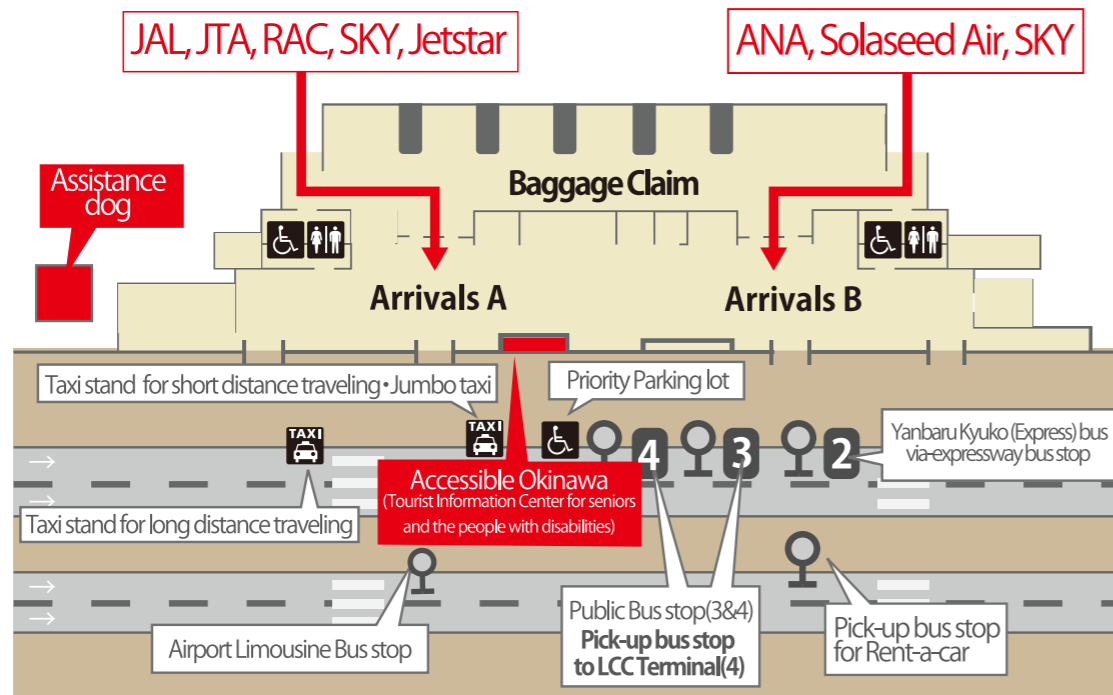 JAL, JTA, RAC, SKY, Jetstar
ANA, Solaseed Air, SKY
Assistance
dog
Baggage Claim
Arrivals A
Arrivals B
Taxi stand for short distance traveling・Jumbo taxi
Priority Parking lot
TAXI
TAXI
4
3
2
Yanbaru Kyuko (Express) bus
via-expressway bus stop
Accessible Okinawa
(Tourist Information Center for seniors
and the people with disabilities)
Taxi stand for long distance traveling
Airport Limousine Bus stop
Public Bus stop(3&4)
Pick-up bus stop
to LCC Terminal(4)
Pick-up bus stop
for Rent-a-car